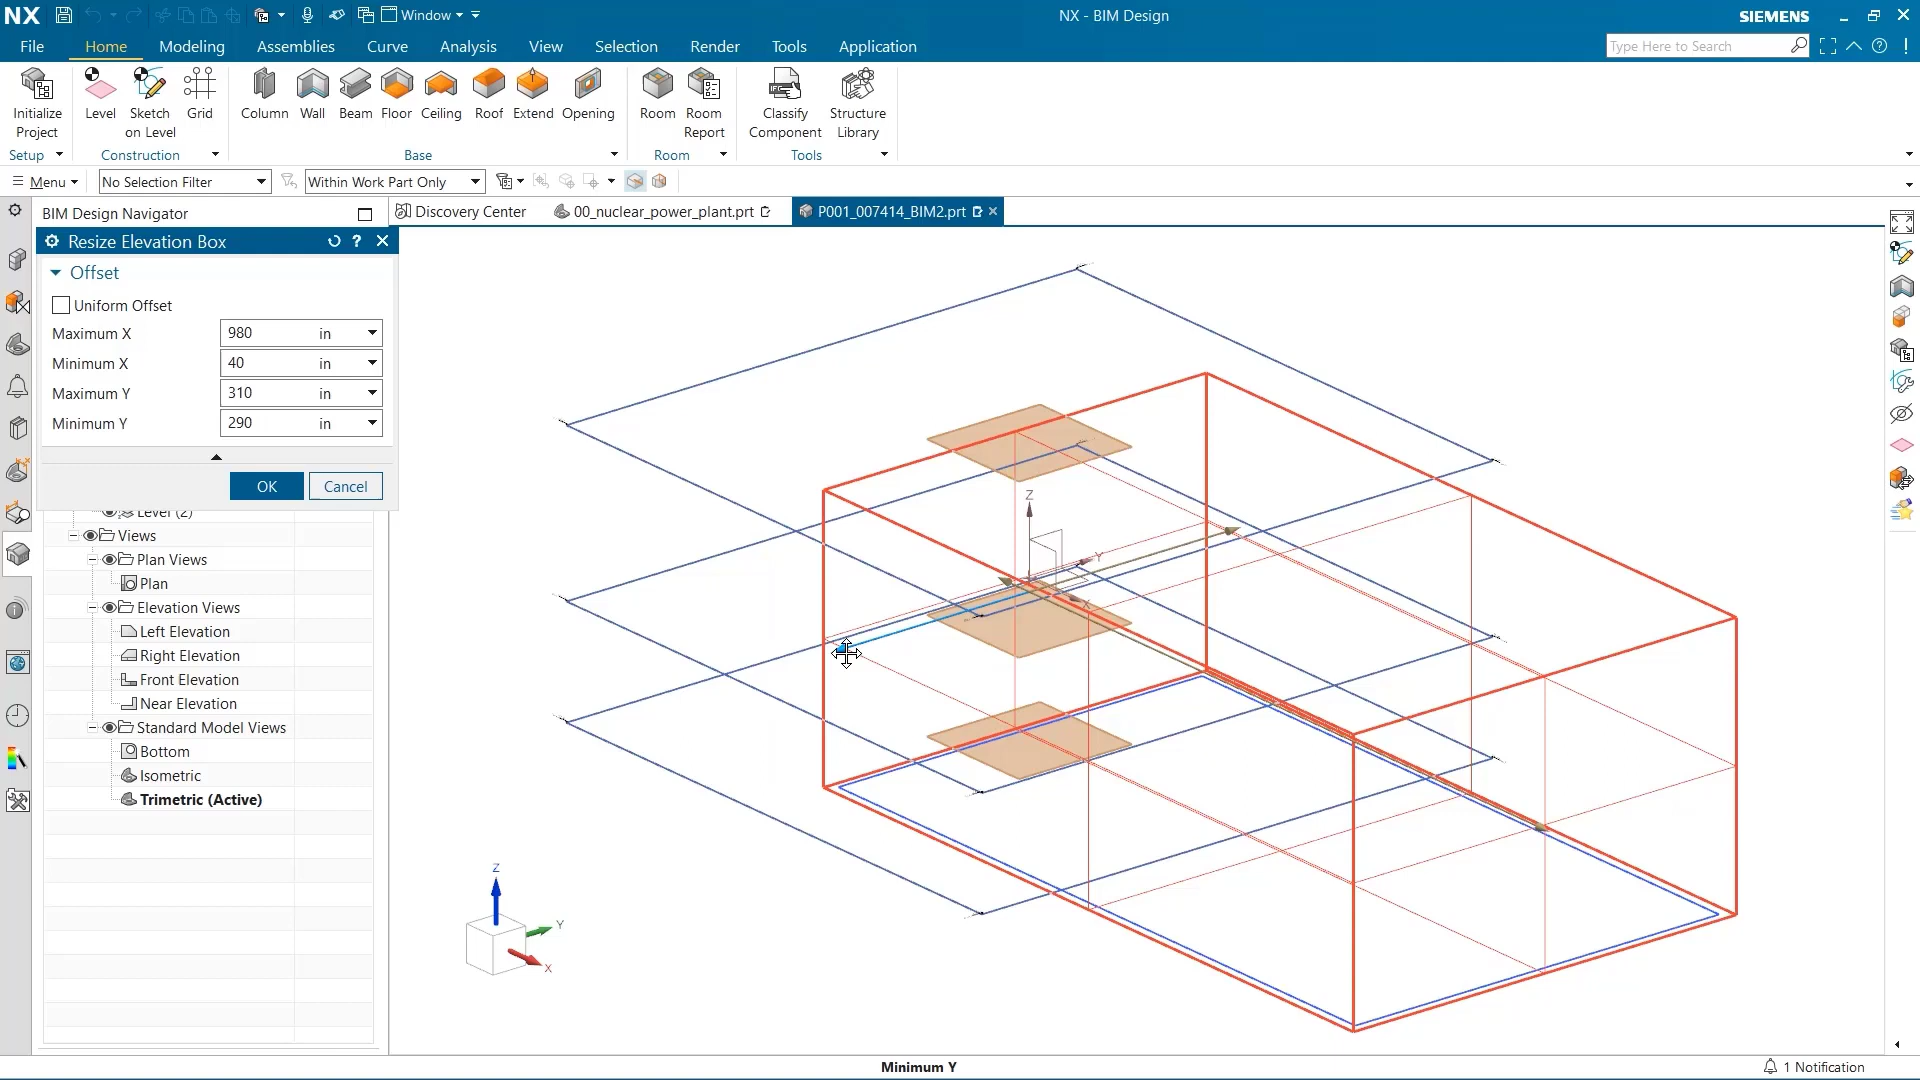 NX
Window
NX - BIM Design
SIEMENS
File
Home
Modeling
Assemblies
Curve
Analysis
View
Selection
Render
Tools
Application
Type Here to Search
Initialize
Project
Level
Sketch
on Level
Grid
Column
Wall
Beam
Floor
Ceiling
Roof
Extend
Opening
Room
Room
Report
Classify
Component
Structure
Library
Setup
Construction
Base
Room
Tools
Menu
No Selection Filter
Within Work Part Only
BIM Design Navigator
Discovery Center
00_nuclear_power_plant.prt
P001_007414_BIM2.prt
Resize Elevation Box
Offset
Uniform Offset
Maximum X 980 in
Minimum X 40 in
Maximum Y 310 in
Minimum Y 290 in
OK
Cancel
Level (2)
Views
Plan Views
Plan
Elevation Views
Left Elevation
Right Elevation
Front Elevation
Near Elevation
Standard Model Views
Bottom
Isometric
Trimetric (Active)
Z
Y
X
Z
Y
X
Minimum Y
1 Notification